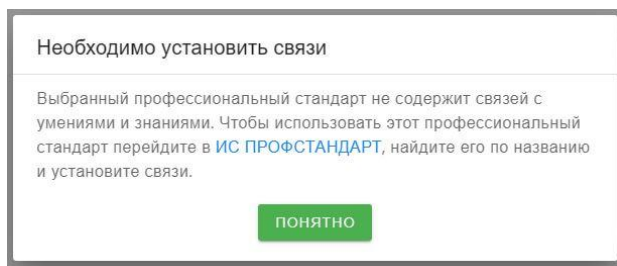 Необходимо установить связи
Выбранный профессиональный стандарт не содержит связей с
умениями и знаниями. Чтобы использовать этот профессиональный
стандарт перейдите в ИС ПРОФСТАНДАРТ, найдите его по названию
и установите связи.
ПОНЯТНО